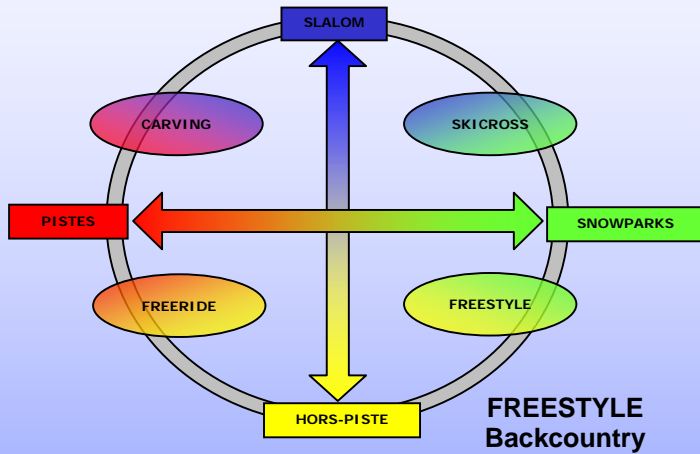 SLALOM
CARVING
SKICROSS
PISTES
SNOWPARKS
FREERIDE
FREESTYLE
HORS-PISTE
FREESTYLE
Backcountry